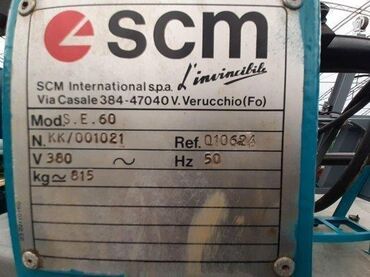 scm
SCM International s.p.a. L'invincibile
Via Casale 384-47040 V. Verucchio (Fo)
Mod. S.E.60
N. KK/001021 Ref. Q10624
V 380 ~ Hz 50
kg≃ 815